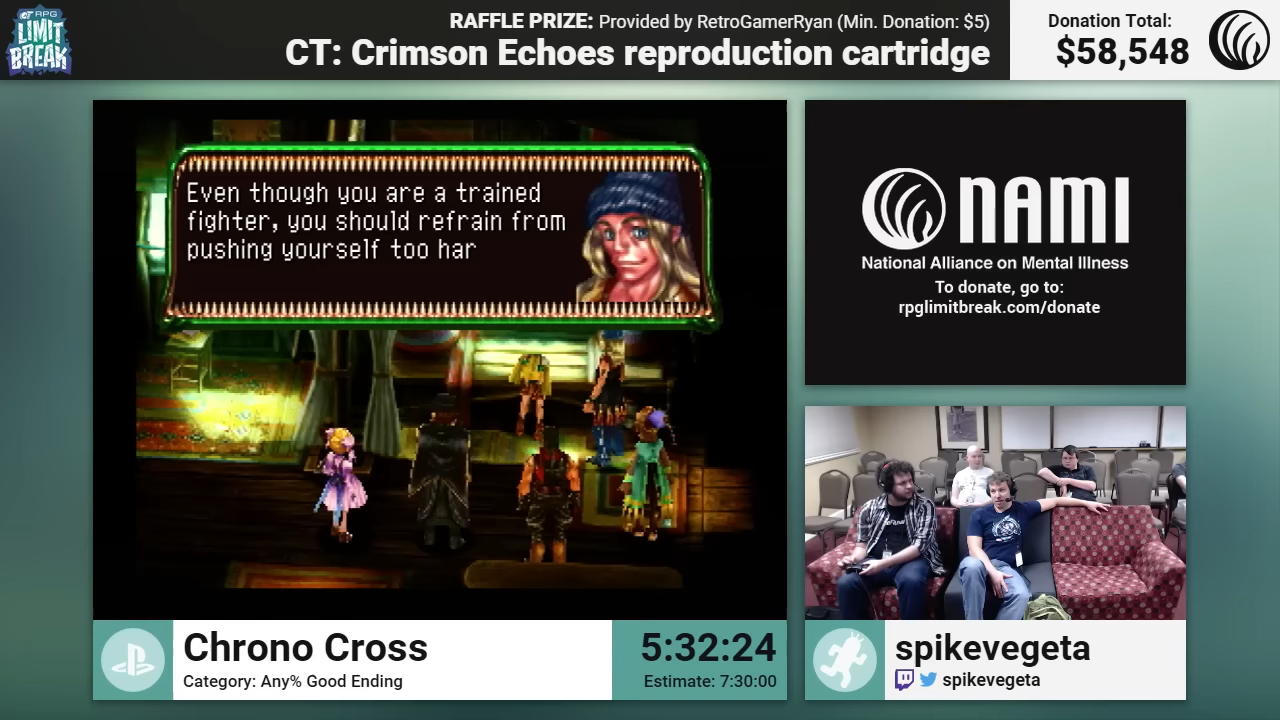 RPG
LIMIT
BREAK
RAFFLE PRIZE: Provided by RetroGamerRyan (Min. Donation: $5)
CT: Crimson Echoes reproduction cartridge
Donation Total:
$58,548
Even though you are a trained
fighter, you should refrain from
pushing yourself too har
NAMI
National Alliance on Mental Illness
To donate, go to:
rpglimitbreak.com/donate
Chrono Cross
Category: Any% Good Ending
5:32:24
Estimate: 7:30:00
spikevegeta
spikevegeta